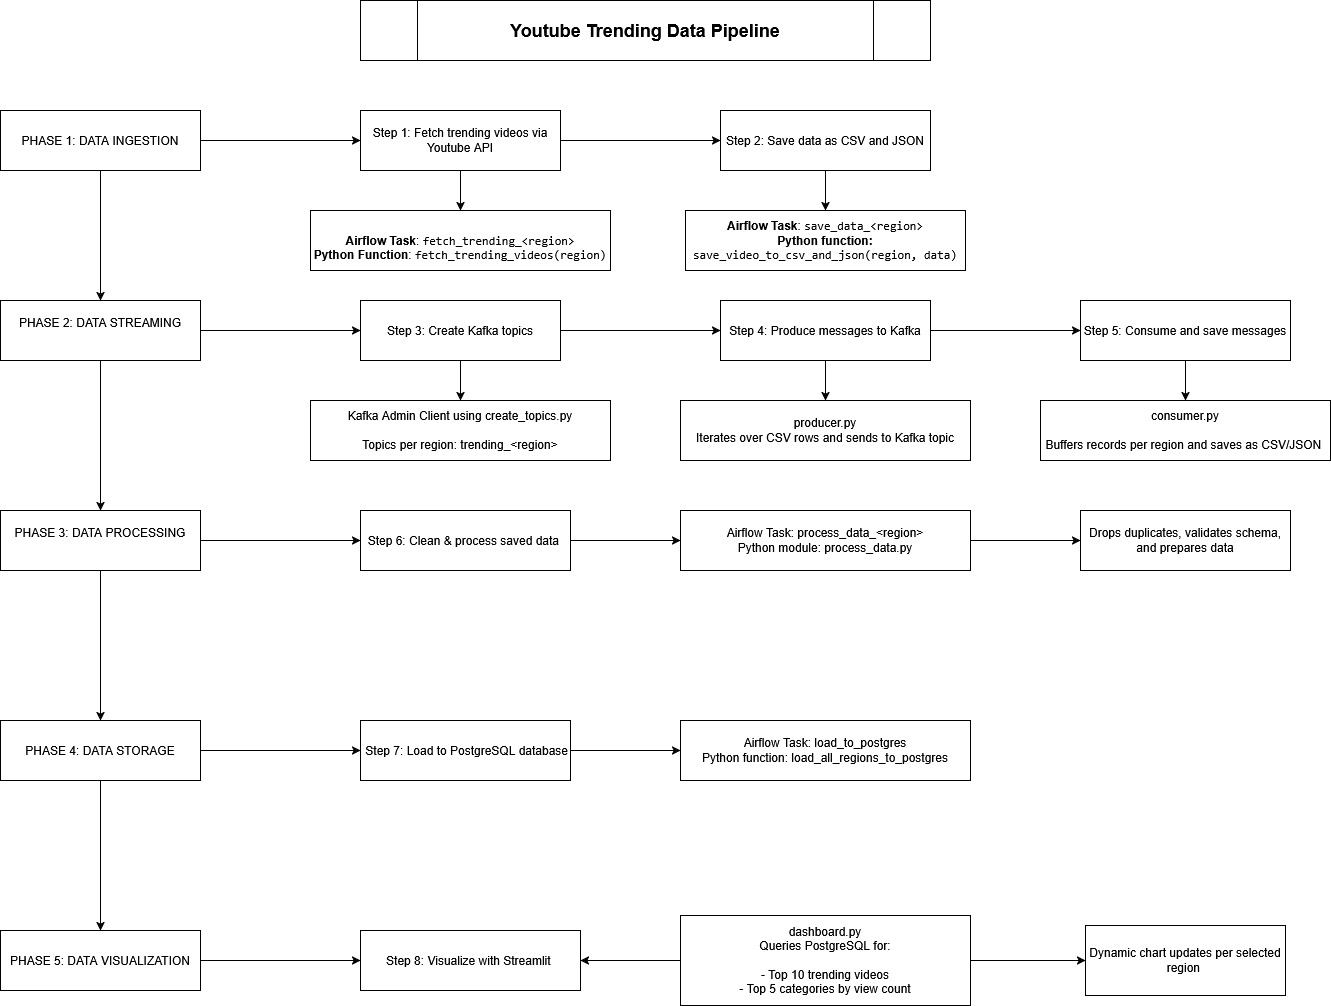 Youtube Trending Data Pipeline
PHASE 1: DATA INGESTION
Step 1: Fetch trending videos via
Youtube API
Step 2: Save data as CSV and JSON
Airflow Task: fetch_trending_<region>
Python Function: fetch_trending_videos(region)
Airflow Task: save_data_<region>
Python function:
save_video_to_csv_and_json(region, data)
PHASE 2: DATA STREAMING
Step 3: Create Kafka topics
Step 4: Produce messages to Kafka
Step 5: Consume and save messages
Kafka Admin Client using create_topics.py
Topics per region: trending_<region>
producer.py
Iterates over CSV rows and sends to Kafka topic
consumer.py
Buffers records per region and saves as CSV/JSON
PHASE 3: DATA PROCESSING
Step 6: Clean & process saved data
Airflow Task: process_data_<region>
Python module: process_data.py
Drops duplicates, validates schema,
and prepares data
PHASE 4: DATA STORAGE
Step 7: Load to PostgreSQL database
Airflow Task: load_to_postgres
Python function: load_all_regions_to_postgres
PHASE 5: DATA VISUALIZATION
Step 8: Visualize with Streamlit
dashboard.py
Queries PostgreSQL for:
- Top 10 trending videos
- Top 5 categories by view count
Dynamic chart updates per selected
region